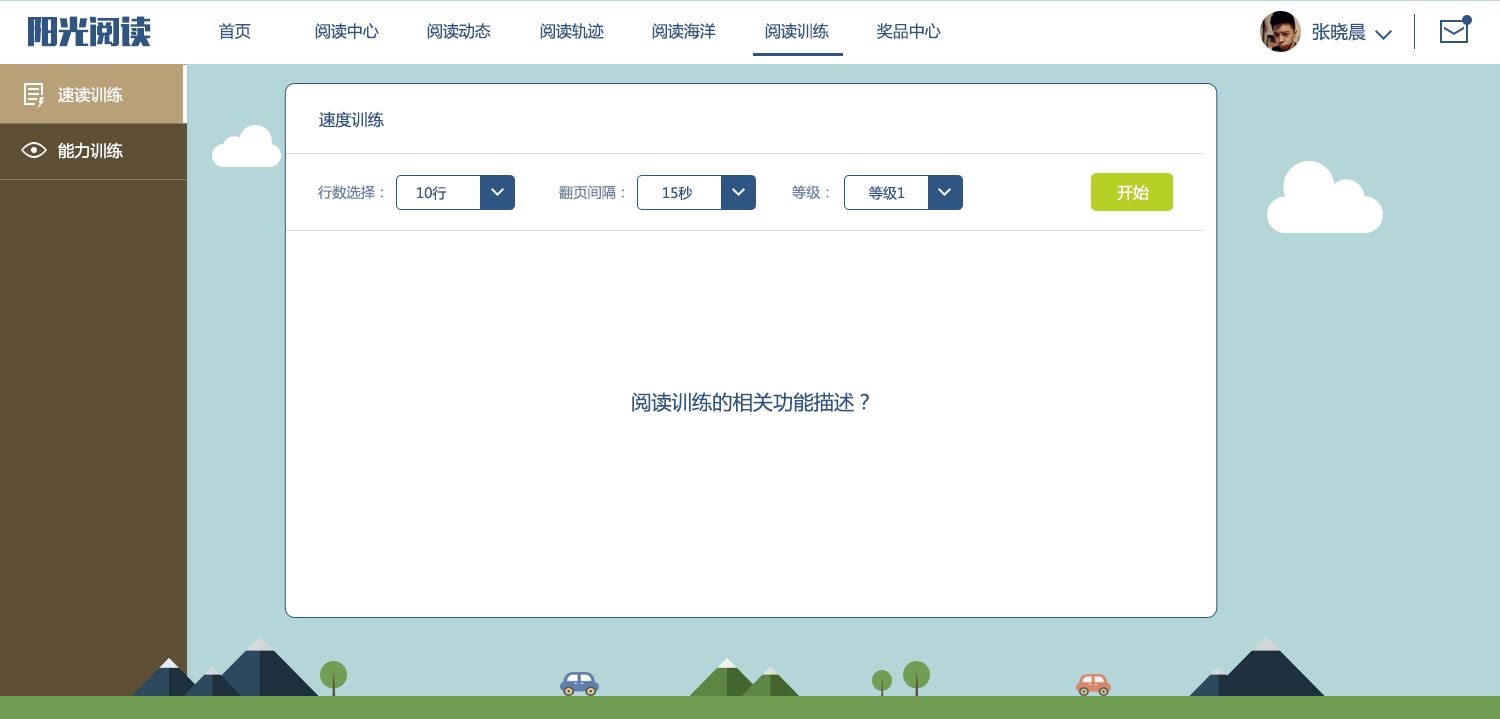 阳光阅读 首页 阅读中心 阅读动态 阅读轨迹 阅读海洋 阅读训练 奖品中心 张晓晨
速读训练
能力训练
速度训练
行数选择： 10行 翻页间隔： 15秒 等级： 等级1 开始
阅读训练的相关功能描述？